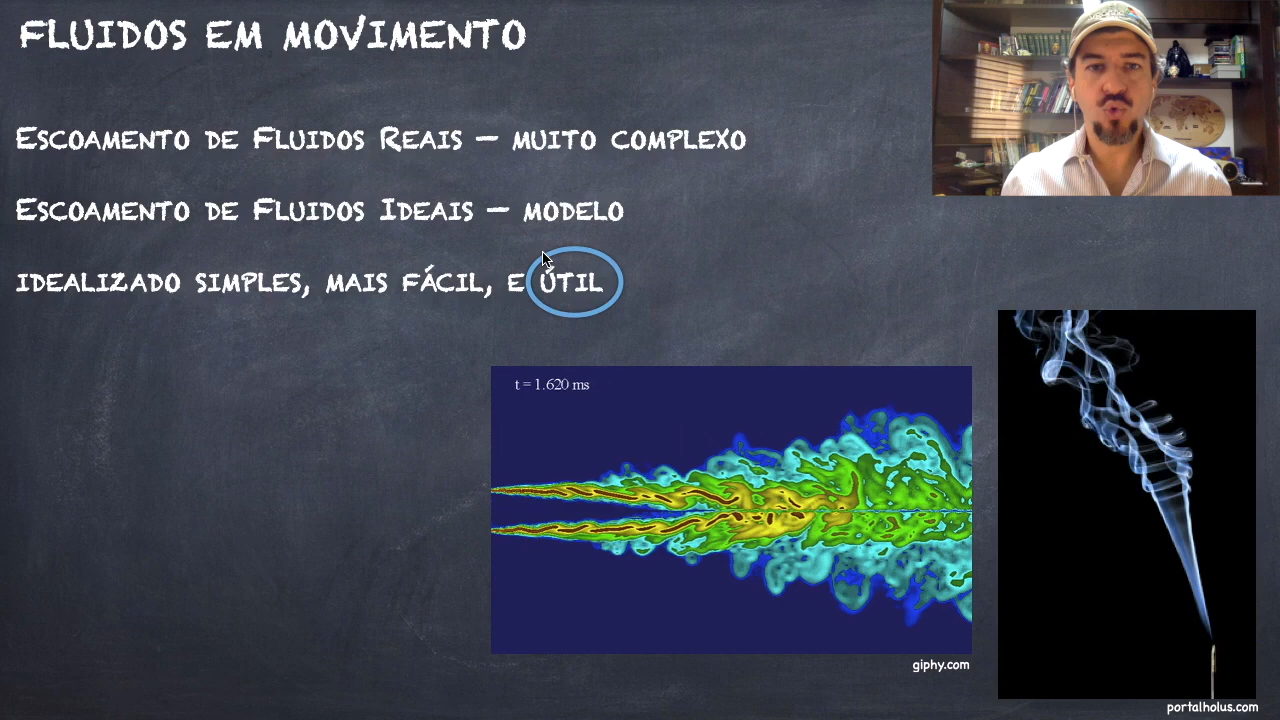 FLUIDOS EM MOVIMENTO
ESCOAMENTO DE FLUIDOS REAIS – MUITO COMPLEXO
ESCOAMENTO DE FLUIDOS IDEAIS – MODELO
IDEALIZADO SIMPLES, MAIS FÁCIL, E ÚTIL
t = 1.620 ms
giphy.com
portalholus.com